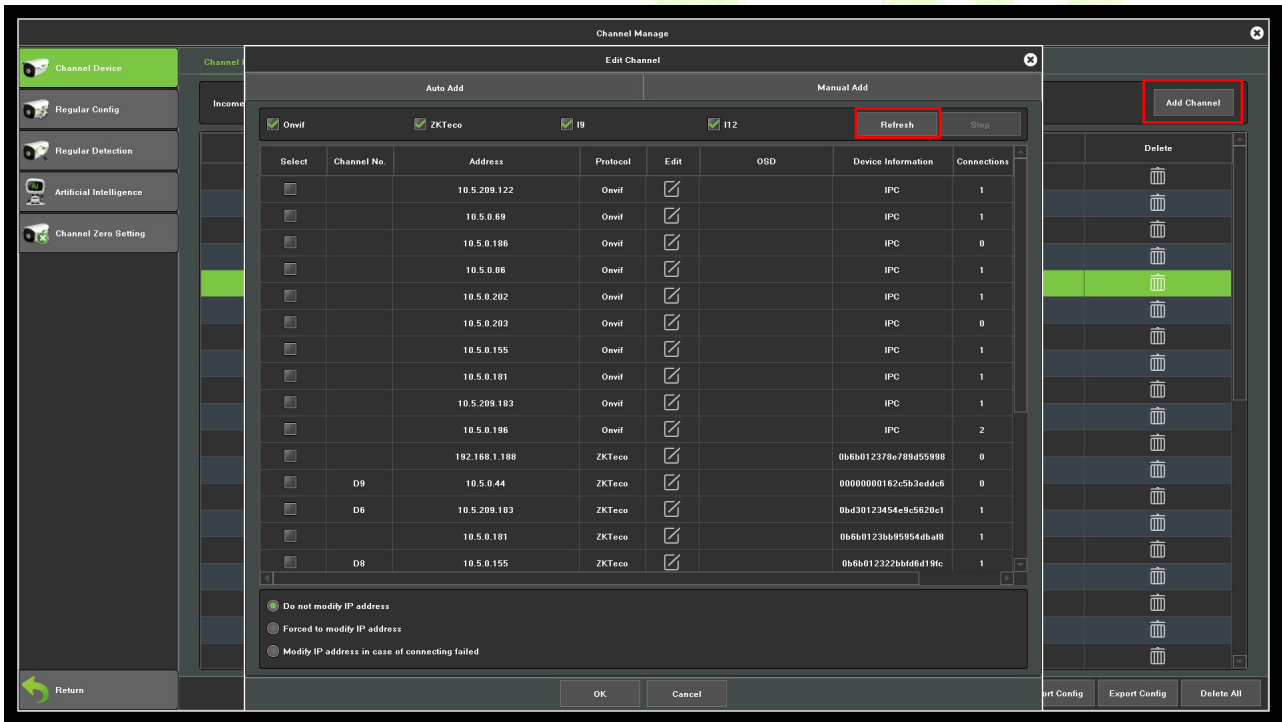 Channel Manage
Edit Channel
Channel Device
Channel
Auto Add
Manual Add
Regular Config
Income
Add Channel
Onvif ZKTeco I9 I12 Refresh Stop
Regular Detection
Delete
Select Channel No. Address Protocol Edit OSD Device Information Connections
Artificial Intelligence
10.5.209.122 Onvif IPC 1
10.5.0.69 Onvif IPC 1
Channel Zero Setting
10.5.0.186 Onvif IPC 0
10.5.0.86 Onvif IPC 1
10.5.0.202 Onvif IPC 1
10.5.0.203 Onvif IPC 0
10.5.0.155 Onvif IPC 1
10.5.0.181 Onvif IPC 1
10.5.209.183 Onvif IPC 1
10.5.0.196 Onvif IPC 2
192.168.1.188 ZKTeco 0b6b012378e789d55998 0
D9 10.5.0.44 ZKTeco 00000000162c5b3eddc6 0
D6 10.5.209.183 ZKTeco 0bd30123454e9c5620c1 1
10.5.0.181 ZKTeco 0b6b0123bb95954dbaf8 1
D8 10.5.0.155 ZKTeco 0b6b012322bbfd6d19fc 1
Do not modify IP address
Forced to modify IP address
Modify IP address in case of connecting failed
Return
OK Cancel
ort Config Export Config Delete All